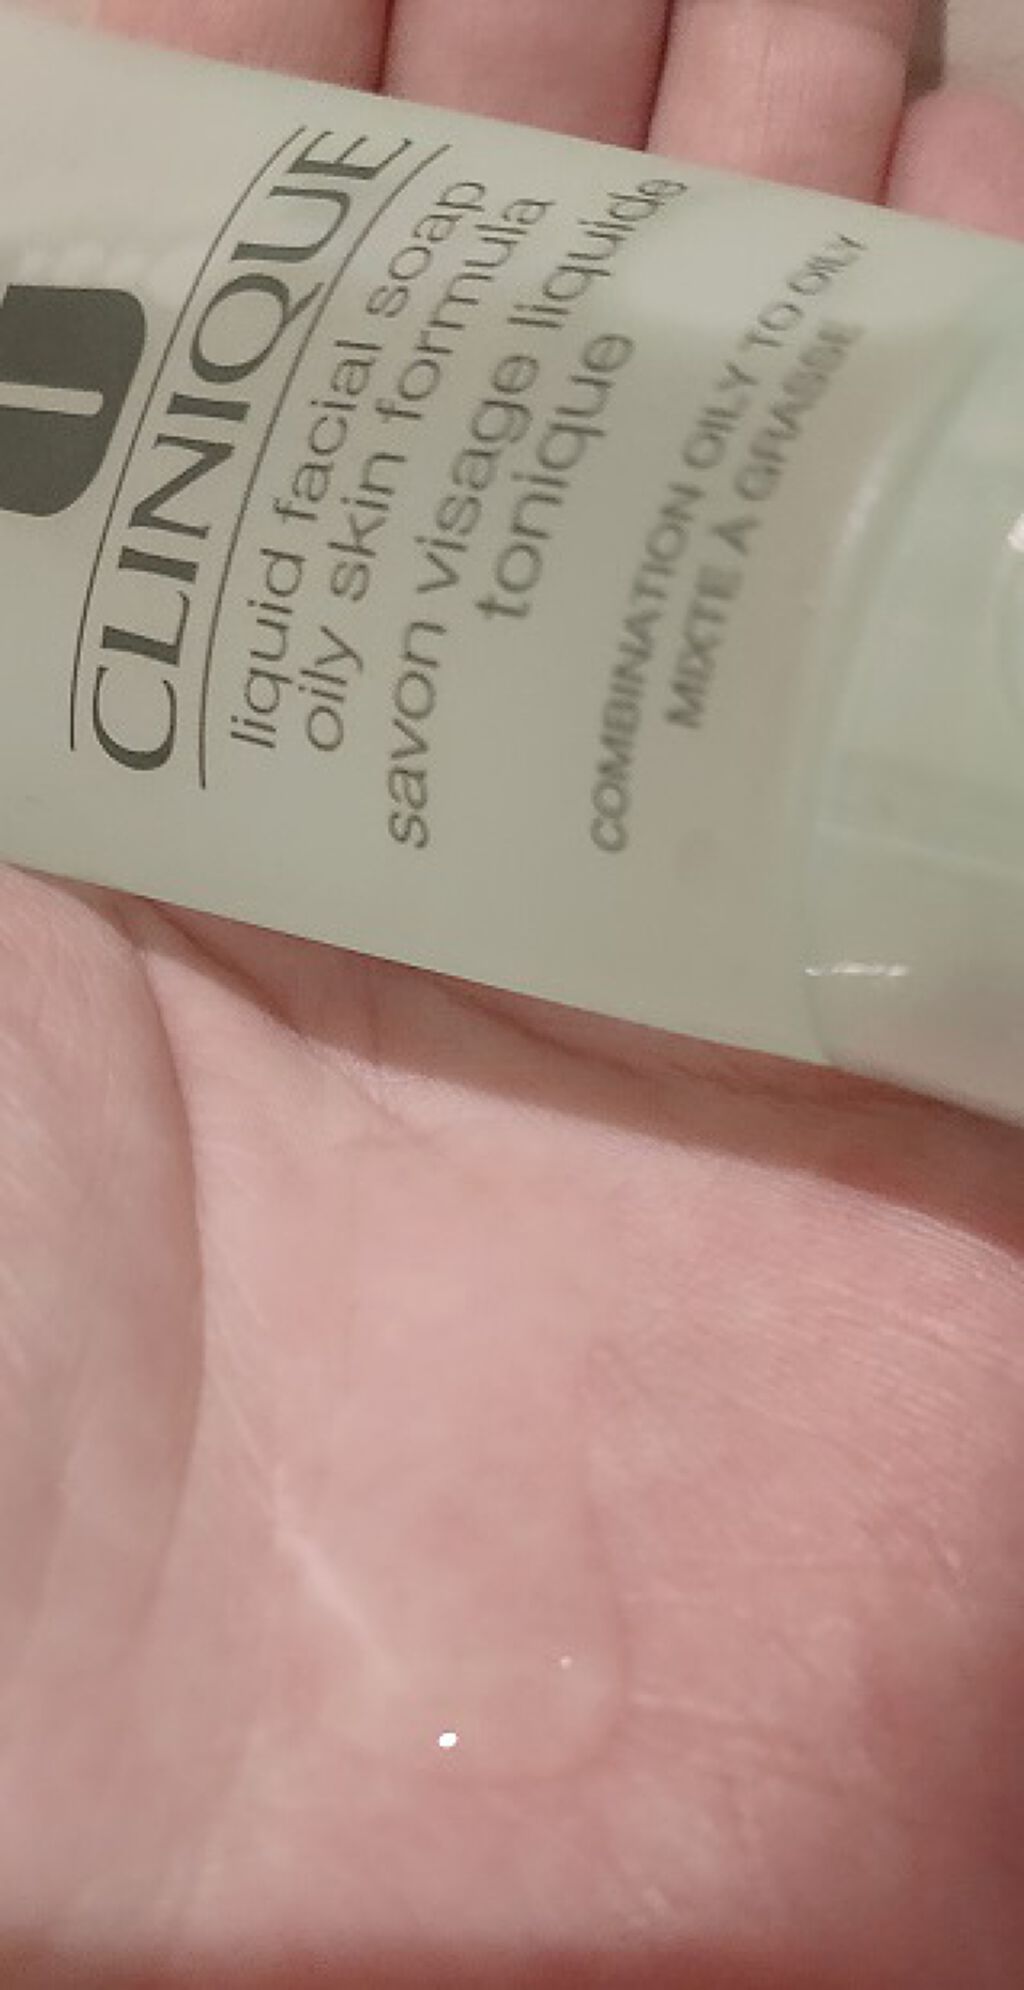 CLINIQUE
liquid facial soap
oily skin formula
savon visage liquide
tonique
COMBINATION OILY TO OILY
MIXTE À GRASSE